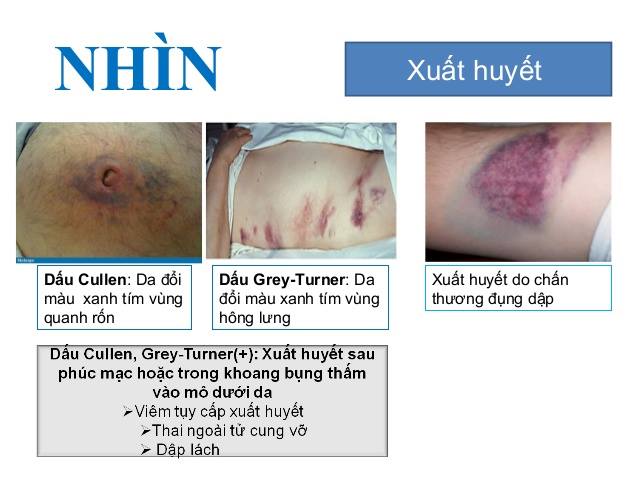 NHÌN
Xuất huyết
Dấu Cullen: Da đổi
màu xanh tím vùng
quanh rốn
Dấu Grey-Turner: Da
đổi màu xanh tím vùng
hông lưng
Xuất huyết do chấn
thương đụng dập
Dấu Cullen, Grey-Turner(+): Xuất huyết sau
phúc mạc hoặc trong khoang bụng thấm
vào mô dưới da
➢Viêm tụy cấp xuất huyết
➢Thai ngoài tử cung vỡ
➢ Dập lách